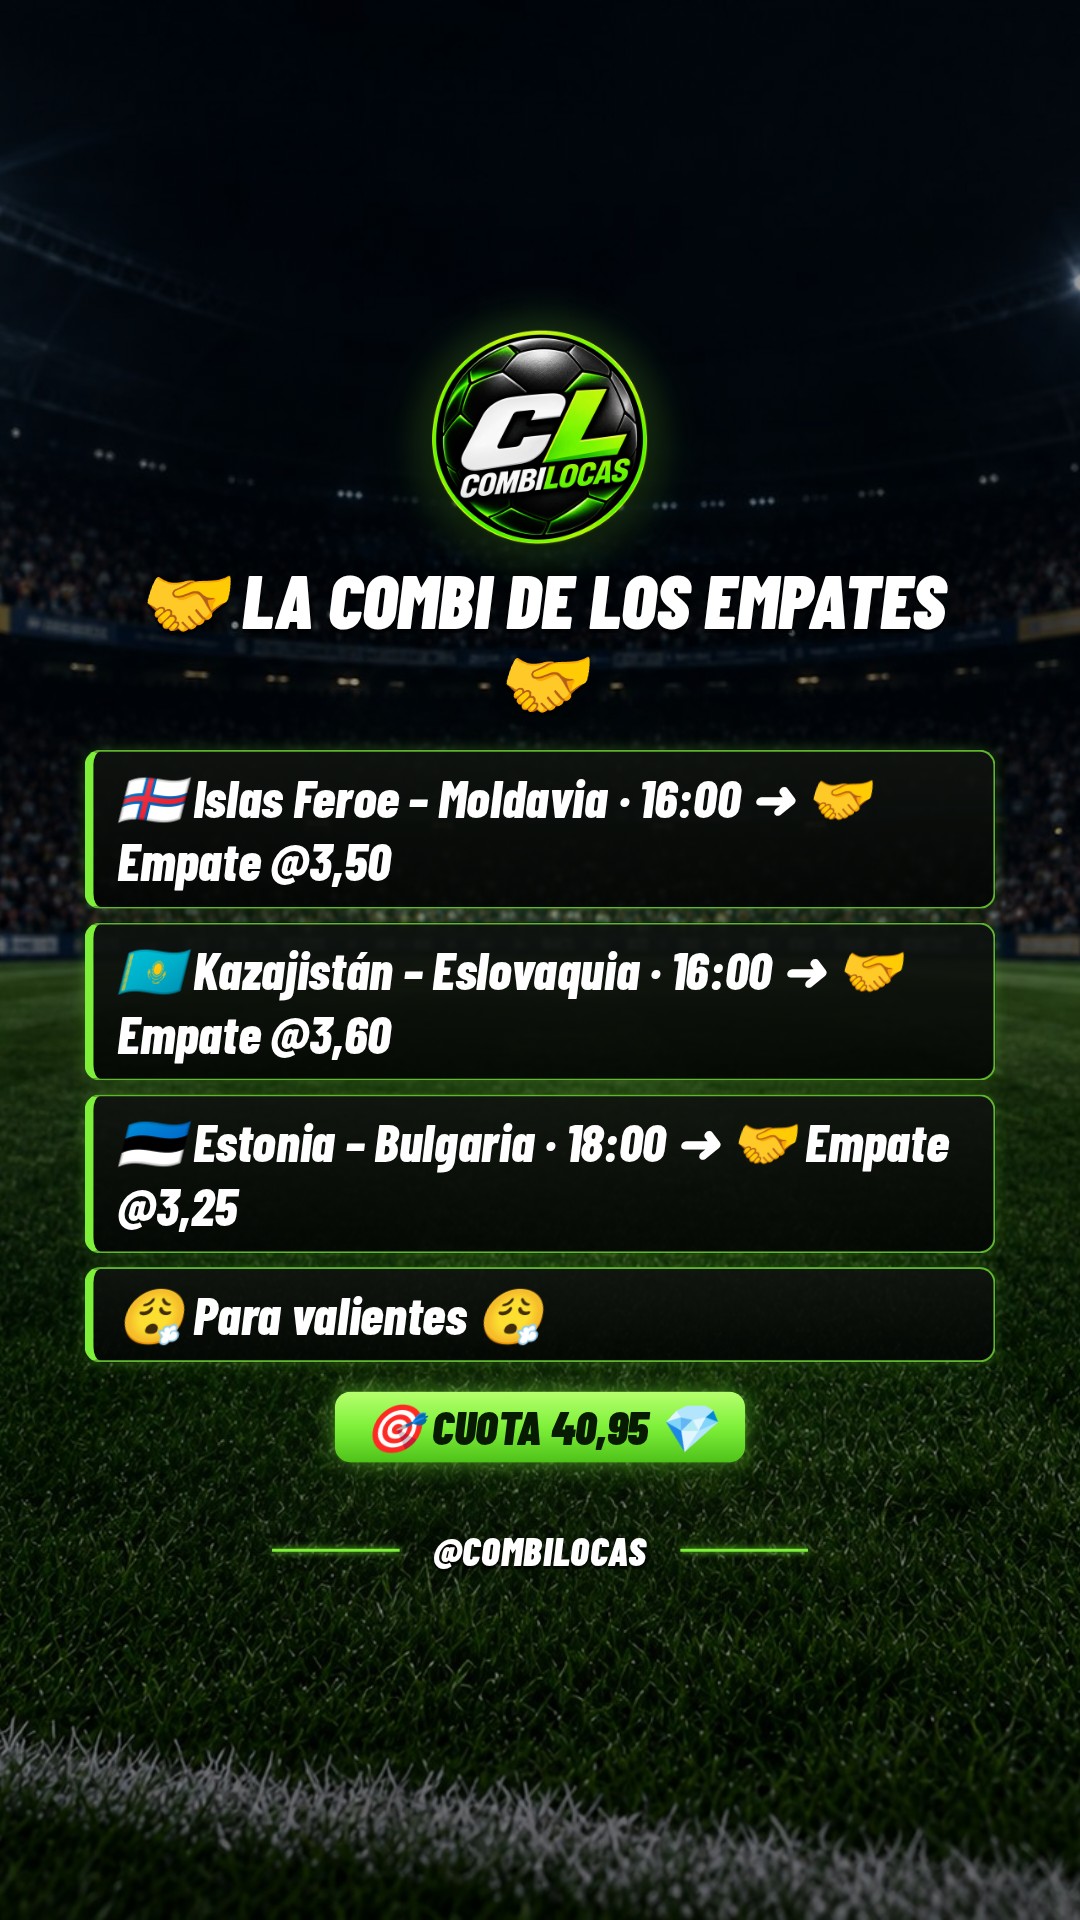 CL
COMBILOCAS
🤝 LA COMBI DE LOS EMPATES
🤝
🇫🇴 Islas Feroe – Moldavia · 16:00 ➜ 🤝
Empate @3,50
🇰🇿 Kazajistán – Eslovaquia · 16:00 ➜ 🤝
Empate @3,60
🇪🇪 Estonia – Bulgaria · 18:00 ➜ 🤝 Empate
@3,25
😮‍💨 Para valientes 😮‍💨
🎯 CUOTA 40,95 💎
@COMBILOCAS